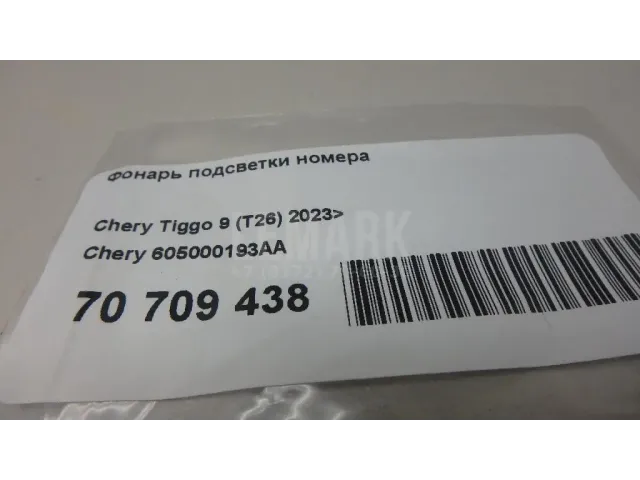 фонарь подсветки номера
Chery Tiggo 9 (T26) 2023>
Chery 605000193AA
70 709 438